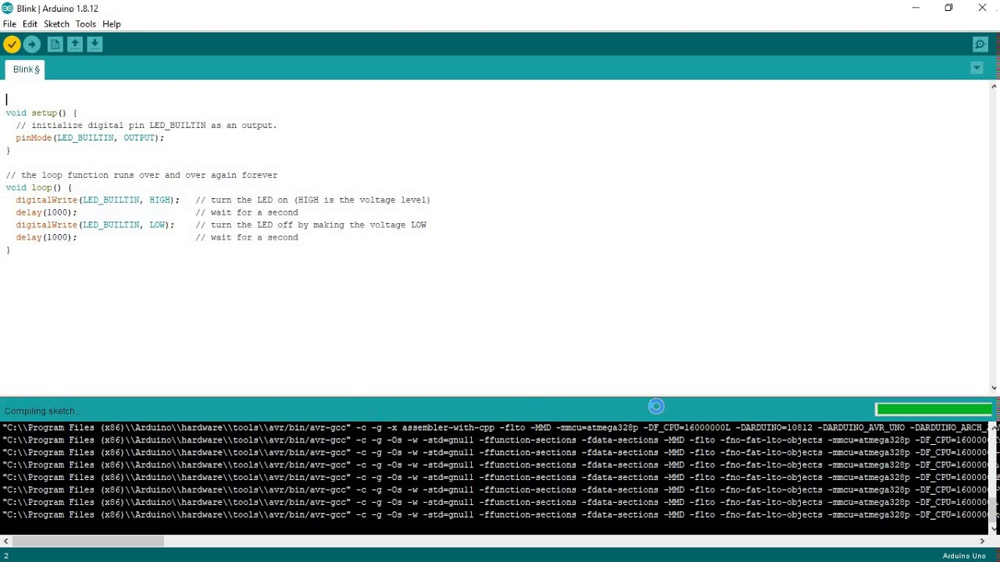 Blink | Arduino 1.8.12
File Edit Sketch Tools Help
Blink §
void setup() {
  // initialize digital pin LED_BUILTIN as an output.
  pinMode(LED_BUILTIN, OUTPUT);
}
// the loop function runs over and over again forever
void loop() {
  digitalWrite(LED_BUILTIN, HIGH);   // turn the LED on (HIGH is the voltage level)
  delay(1000);                       // wait for a second
  digitalWrite(LED_BUILTIN, LOW);    // turn the LED off by making the voltage LOW
  delay(1000);                       // wait for a second
}
Compiling sketch...
"C:\\Program Files (x86)\\Arduino\\hardware\\tools\\avr/bin/avr-gcc" -c -g -x assembler-with-cpp -flto -MMD -mmcu=atmega328p -DF_CPU=16000000L -DARDUINO=10812 -DARDUINO_AVR_UNO -DARDUINO_ARCH_
"C:\\Program Files (x86)\\Arduino\\hardware\\tools\\avr/bin/avr-gcc" -c -g -Os -w -std=gnu11 -ffunction-sections -fdata-sections -MMD -flto -fno-fat-lto-objects -mmcu=atmega328p -DF_CPU=160000
"C:\\Program Files (x86)\\Arduino\\hardware\\tools\\avr/bin/avr-gcc" -c -g -Os -w -std=gnu11 -ffunction-sections -fdata-sections -MMD -flto -fno-fat-lto-objects -mmcu=atmega328p -DF_CPU=160000
"C:\\Program Files (x86)\\Arduino\\hardware\\tools\\avr/bin/avr-gcc" -c -g -Os -w -std=gnu11 -ffunction-sections -fdata-sections -MMD -flto -fno-fat-lto-objects -mmcu=atmega328p -DF_CPU=160000
"C:\\Program Files (x86)\\Arduino\\hardware\\tools\\avr/bin/avr-gcc" -c -g -Os -w -std=gnu11 -ffunction-sections -fdata-sections -MMD -flto -fno-fat-lto-objects -mmcu=atmega328p -DF_CPU=160000
"C:\\Program Files (x86)\\Arduino\\hardware\\tools\\avr/bin/avr-gcc" -c -g -Os -w -std=gnu11 -ffunction-sections -fdata-sections -MMD -flto -fno-fat-lto-objects -mmcu=atmega328p -DF_CPU=160000
"C:\\Program Files (x86)\\Arduino\\hardware\\tools\\avr/bin/avr-gcc" -c -g -Os -w -std=gnu11 -ffunction-sections -fdata-sections -MMD -flto -fno-fat-lto-objects -mmcu=atmega328p -DF_CPU=160000
"C:\\Program Files (x86)\\Arduino\\hardware\\tools\\avr/bin/avr-gcc" -c -g -Os -w -std=gnu11 -ffunction-sections -fdata-sections -MMD -flto -fno-fat-lto-objects -mmcu=atmega328p -DF_CPU=160000
2 Arduino Uno